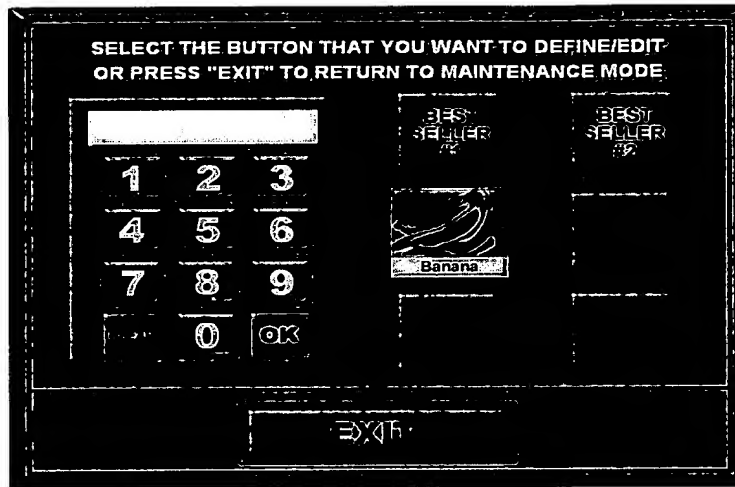 SELECT THE BUTTON THAT YOU WANT TO DEFINE/EDIT
OR PRESS "EXIT" TO RETURN TO MAINTENANCE MODE
BEST
SELLER
#1
BEST
SELLER
#2
1 2 3
4 5 6
Banana
7 8 9
0 OK
EXIT